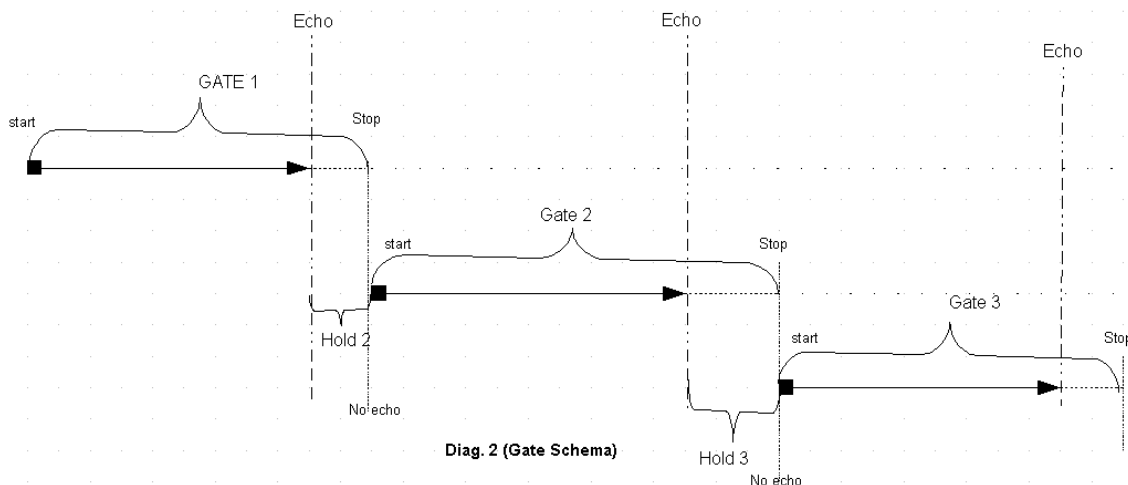 Echo
Echo
Echo
GATE 1
start
Stop
Gate 2
start
Stop
Gate 3
start
Stop
Hold 2
No echo
Diag. 2 (Gate Schema)
Hold 3
No echo